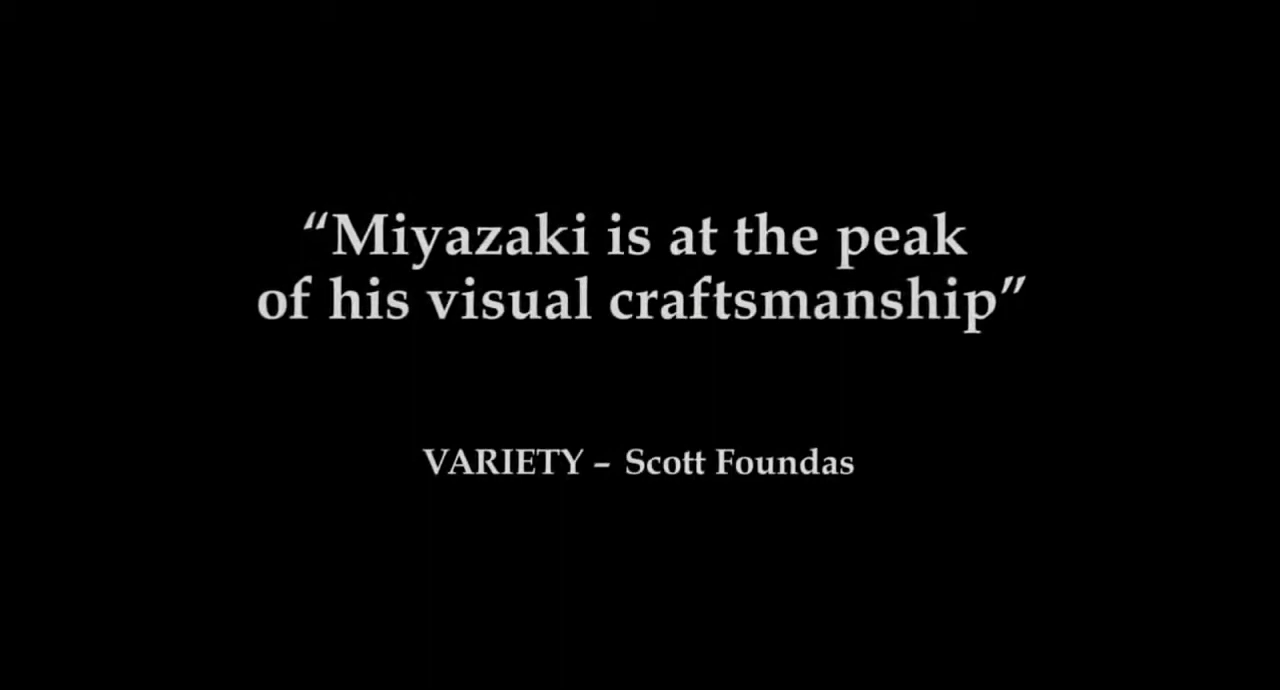 “Miyazaki is at the peak
of his visual craftsmanship”
VARIETY – Scott Foundas